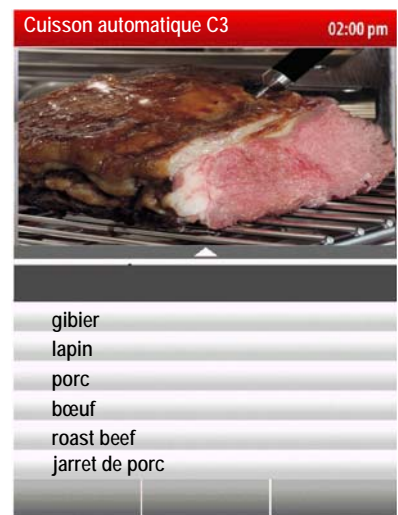 Cuisson automatique C3 02:00 pm
gibier
lapin
porc
bœuf
roast beef
jarret de porc